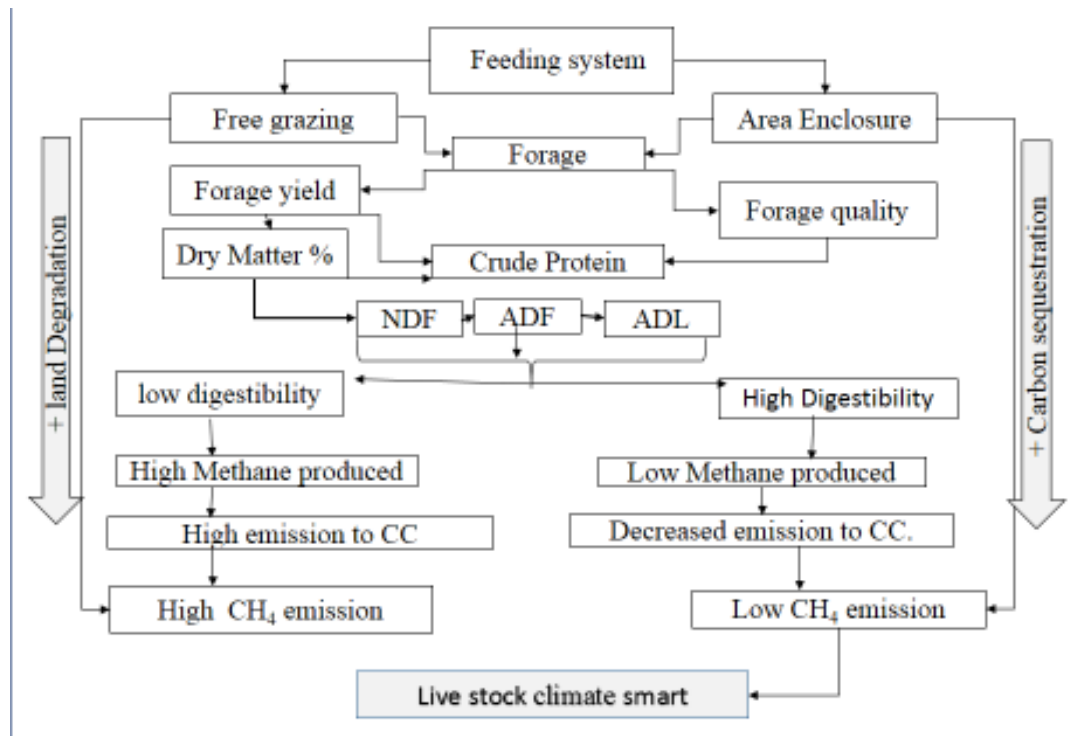 Feeding system
Free grazing
Area Enclosure
Forage
Forage yield
Forage quality
Dry Matter %
Crude Protein
NDF
ADF
ADL
low digestibility
High Digestibility
High Methane produced
Low Methane produced
High emission to CC
Decreased emission to CC.
High CH₄ emission
Low CH₄ emission
Live stock climate smart
+ land Degradation
+ Carbon sequestration